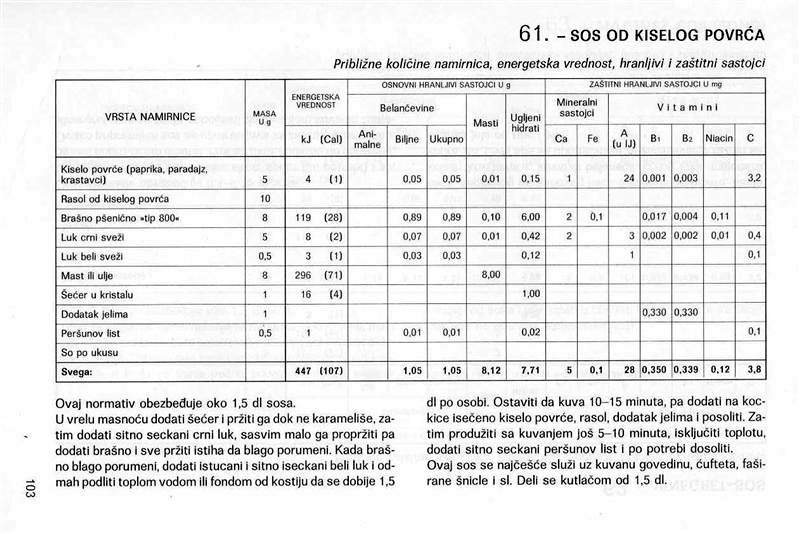 61. – SOS OD KISELOG POVRĆA
Približne količine namirnica, energetska vrednost, hranljivi i zaštitni sastojci
VRSTA NAMIRNICE MASA U g ENERGETSKA VREDNOST OSNOVNI HRANLJIVI SASTOJCI U g ZAŠTITNI HRANLJIVI SASTOJCI U mg
Belančevine Masti Ugljeni hidrati Mineralni sastojci Vitamini
kJ (Cal) Ani-malne Biljne Ukupno Ca Fe A (u IJ) B1 B2 Niacin C
Kiselo povrće (paprika, paradajz,
krastavci) 5 4 (1) 0,05 0,05 0,01 0,15 1 24 0,001 0,003 3,2
Rasol od kiselog povrća 10
Brašno pšenično »tip 800« 8 119 (28) 0,89 0,89 0,10 6,00 2 0,1 0,017 0,004 0,11
Luk crni sveži 5 8 (2) 0,07 0,07 0,01 0,42 2 3 0,002 0,002 0,01 0,4
Luk beli sveži 0,5 3 (1) 0,03 0,03 0,12 1 0,1
Mast ili ulje 8 296 (71) 8,00
Šećer u kristalu 1 16 (4) 1,00
Dodatak jelima 1 0,330 0,330
Peršunov list 0,5 1 0,01 0,01 0,02 0,1
So po ukusu
Svega: 447 (107) 1,05 1,05 8,12 7,71 5 0,1 28 0,350 0,339 0,12 3,8
Ovaj normativ obezbeđuje oko 1,5 dl sosa.
U vrelu masnoću dodati šećer i pržiti ga dok ne karameliše, za-
tim dodati sitno seckani crni luk, sasvim malo ga propržiti pa
dodati brašno i sve pržiti istiha da blago porumeni. Kada braš-
no blago porumeni, dodati istucani i sitno iseckani beli luk i od-
mah podliti toplom vodom ili fondom od kostiju da se dobije 1,5
dl po osobi. Ostaviti da kuva 10–15 minuta, pa dodati na koc-
kice isečeno kiselo povrće, rasol, dodatak jelima i posoliti. Za-
tim produžiti sa kuvanjem još 5–10 minuta, isključiti toplotu,
dodati sitno seckani peršunov list i po potrebi dosoliti.
Ovaj sos se najčešće služi uz kuvanu govedinu, ćufteta, faši-
rane šnicle i sl. Deli se kutlačom od 1,5 dl.
103